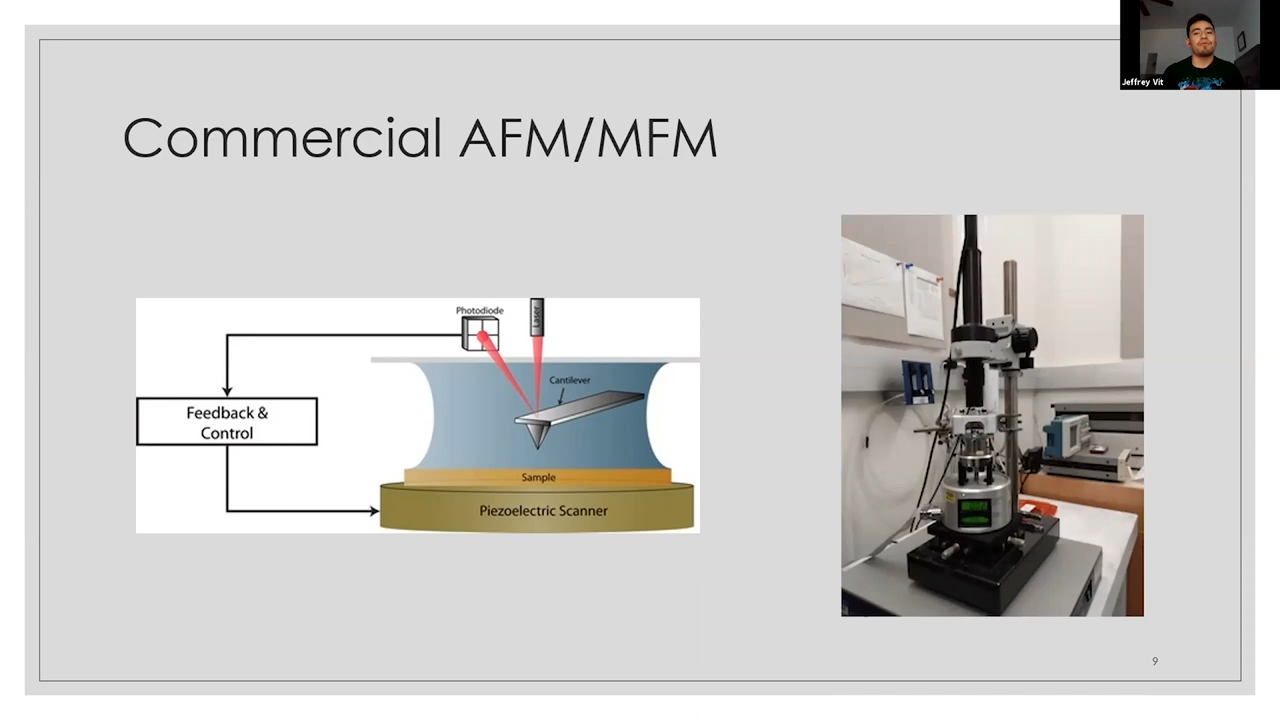 Jeffrey Vit
Commercial AFM/MFM
Photodiode
Laser
Cantilever
Feedback &
Control
Sample
Piezoelectric Scanner
9